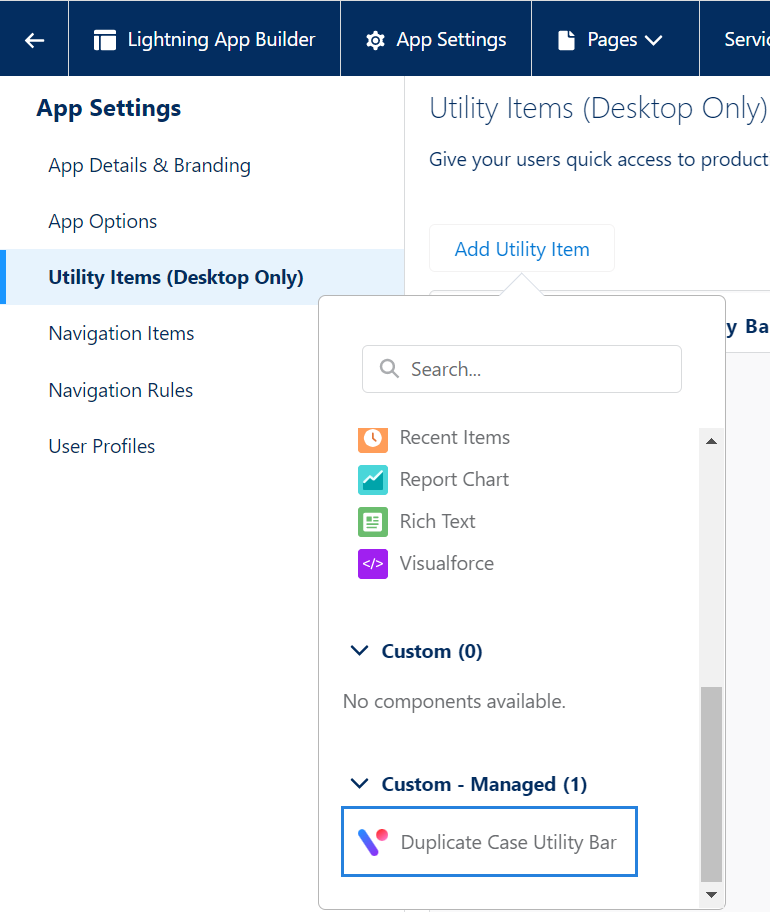 Lightning App Builder
App Settings
Pages
Servic
App Settings
App Details & Branding
App Options
Utility Items (Desktop Only)
Navigation Items
Navigation Rules
User Profiles
Utility Items (Desktop Only)
Give your users quick access to product
Add Utility Item
y Ba
Search...
Recent Items
Report Chart
Rich Text
</> Visualforce
Custom (0)
No components available.
Custom - Managed (1)
Duplicate Case Utility Bar